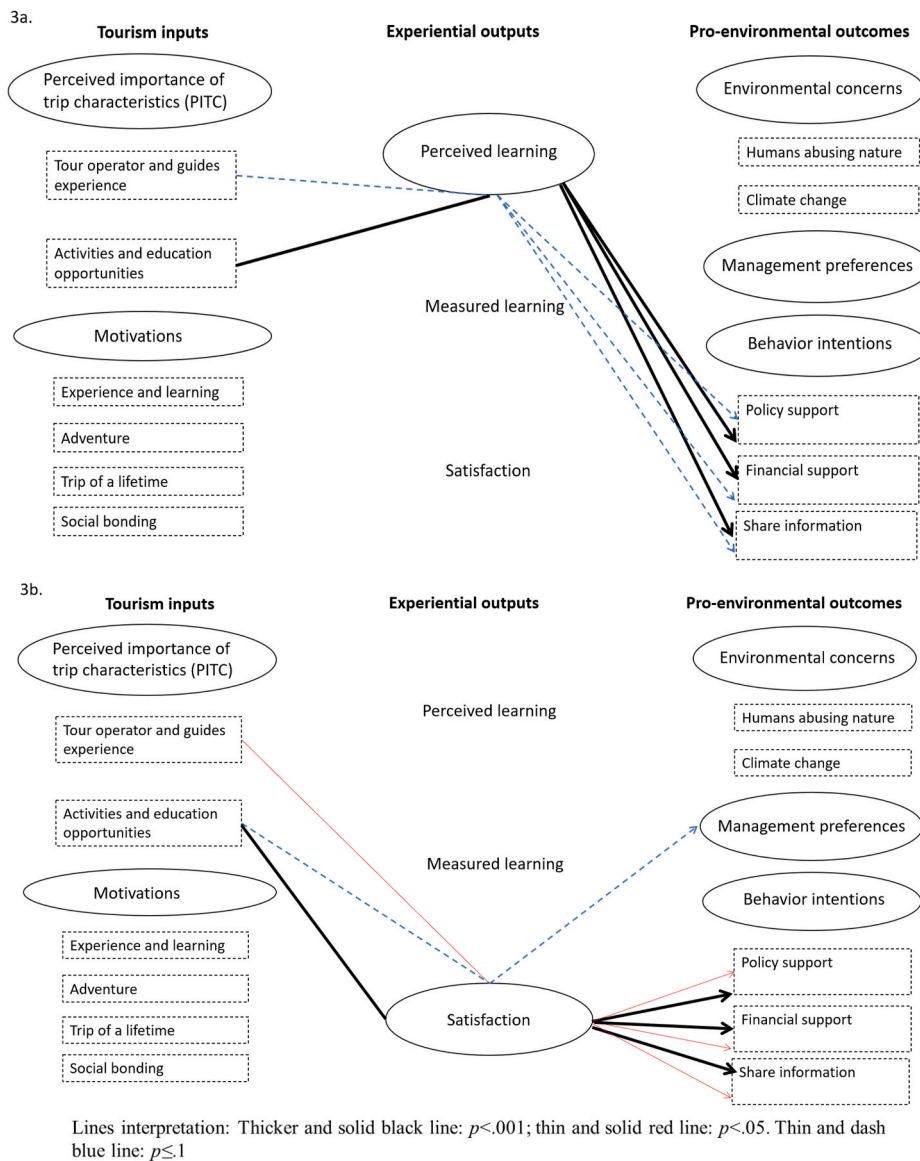 3a.
Tourism inputs
Experiential outputs
Pro-environmental outcomes
Perceived importance of
trip characteristics (PITC)
Tour operator and guides
experience
Activities and education
opportunities
Motivations
Experience and learning
Adventure
Trip of a lifetime
Social bonding
Perceived learning
Measured learning
Satisfaction
Environmental concerns
Humans abusing nature
Climate change
Management preferences
Behavior intentions
Policy support
Financial support
Share information
3b.
Tourism inputs
Experiential outputs
Pro-environmental outcomes
Perceived importance of
trip characteristics (PITC)
Tour operator and guides
experience
Activities and education
opportunities
Motivations
Experience and learning
Adventure
Trip of a lifetime
Social bonding
Perceived learning
Measured learning
Satisfaction
Environmental concerns
Humans abusing nature
Climate change
Management preferences
Behavior intentions
Policy support
Financial support
Share information
Lines interpretation: Thicker and solid black line: p<.001; thin and solid red line: p<.05. Thin and dash
blue line: p≤.1